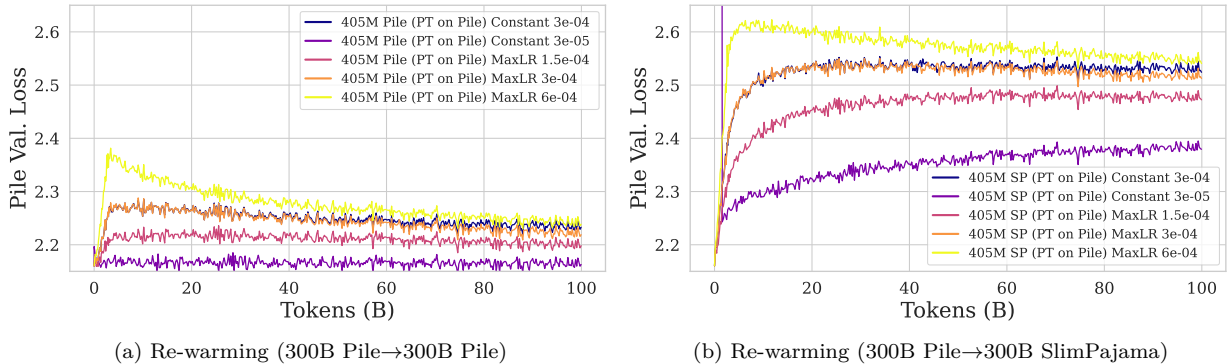 2.6
2.5
2.4
2.3
2.2
Pile Val. Loss
405M Pile (PT on Pile) Constant 3e-04
405M Pile (PT on Pile) Constant 3e-05
405M Pile (PT on Pile) MaxLR 1.5e-04
405M Pile (PT on Pile) MaxLR 3e-04
405M Pile (PT on Pile) MaxLR 6e-04
0 20 40 60 80 100
Tokens (B)
(a) Re-warming (300B Pile→300B Pile)
2.6
2.5
2.4
2.3
2.2
Pile Val. Loss
405M SP (PT on Pile) Constant 3e-04
405M SP (PT on Pile) Constant 3e-05
405M SP (PT on Pile) MaxLR 1.5e-04
405M SP (PT on Pile) MaxLR 3e-04
405M SP (PT on Pile) MaxLR 6e-04
0 20 40 60 80 100
Tokens (B)
(b) Re-warming (300B Pile→300B SlimPajama)